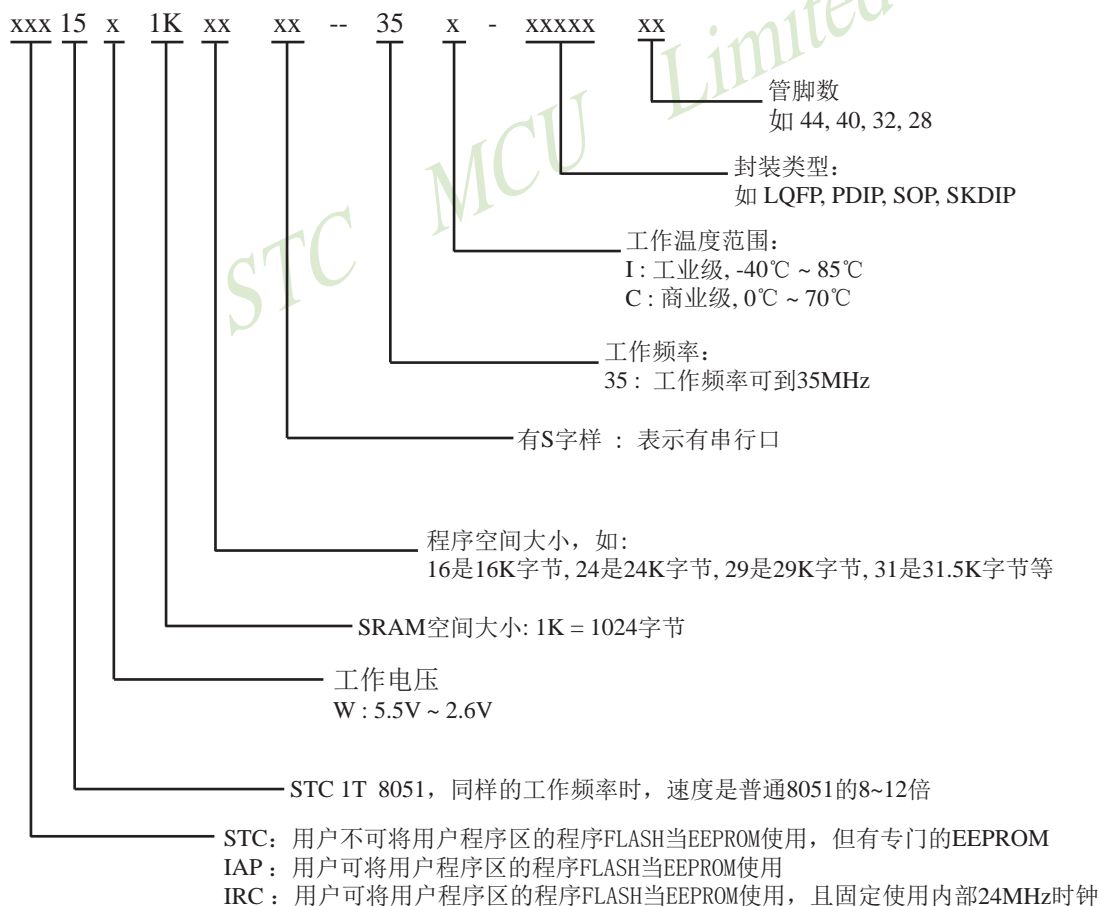 xxx 15 x 1K xx xx -- 35 x - xxxxx xx
管脚数
如 44, 40, 32, 28
封装类型：
如 LQFP, PDIP, SOP, SKDIP
工作温度范围：
I : 工业级, -40℃ ~ 85℃
C : 商业级, 0℃ ~ 70℃
工作频率：
35 : 工作频率可到35MHz
有S字样 : 表示有串行口
程序空间大小，如:
16是16K字节, 24是24K字节, 29是29K字节, 31是31.5K字节等
SRAM空间大小: 1K = 1024字节
工作电压
W : 5.5V ~ 2.6V
STC 1T 8051，同样的工作频率时，速度是普通8051的8~12倍
STC：用户不可将用户程序区的程序FLASH当EEPROM使用，但有专门的EEPROM
IAP：用户可将用户程序区的程序FLASH当EEPROM使用
IRC：用户可将用户程序区的程序FLASH当EEPROM使用，且固定使用内部24MHz时钟
STC MCU Limited